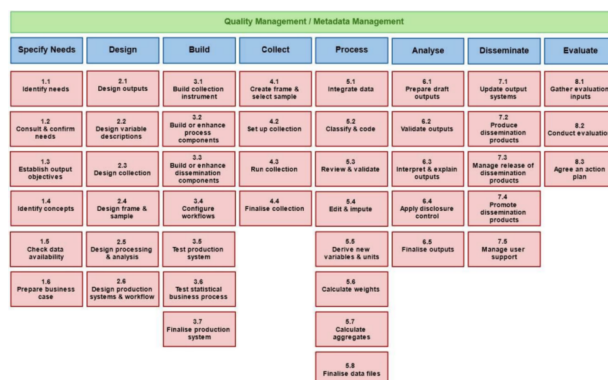 Quality Management / Metadata Management
Specify Needs
Design
Build
Collect
Process
Analyse
Disseminate
Evaluate
1.1
Identify needs
2.1
Design outputs
3.1
Build collection
instrument
4.1
Create frame &
select sample
5.1
Integrate data
6.1
Prepare draft
outputs
7.1
Update output
systems
8.1
Gather evaluation
inputs
1.2
Consult & confirm
needs
2.2
Design variable
descriptions
3.2
Build or enhance
process
components
4.2
Set up collection
5.2
Classify & code
6.2
Validate outputs
7.2
Produce
dissemination
products
8.2
Conduct evaluation
1.3
Establish output
objectives
2.3
Design collection
3.3
Build or enhance
dissemination
components
4.3
Run collection
5.3
Review & validate
6.3
Interpret & explain
outputs
7.3
Manage release of
dissemination
products
8.3
Agree an action
plan
1.4
Identify concepts
2.4
Design frame &
sample
3.4
Configure
workflows
4.4
Finalise collection
5.4
Edit & impute
6.4
Apply disclosure
control
7.4
Promote
dissemination
products
1.5
Check data
availability
2.5
Design processing
& analysis
3.5
Test production
system
5.5
Derive new
variables & units
6.5
Finalise outputs
7.5
Manage user
support
1.6
Prepare business
case
2.6
Design production
systems & workflow
3.6
Test statistical
business process
5.6
Calculate weights
3.7
Finalise production
system
5.7
Calculate
aggregates
5.8
Finalise data files